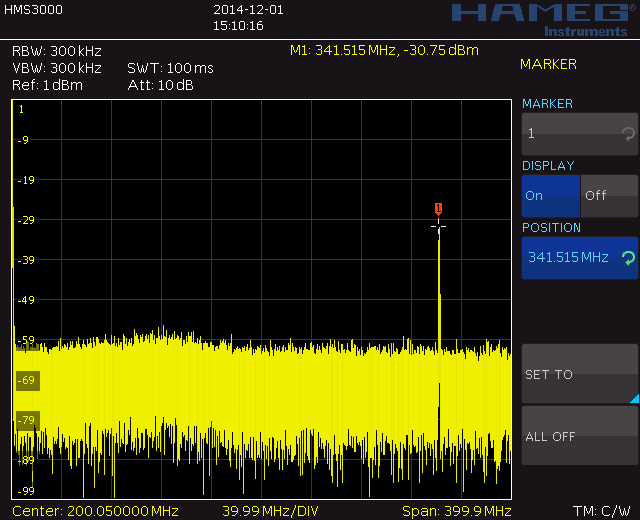 HMS3000
2014-12-01
15:10:16
HAMEG®
Instruments
RBW: 300 kHz
VBW: 300 kHz SWT: 100 ms
Ref: 1 dBm Att: 10 dB
M1: 341.515 MHz, -30.75 dBm
MARKER
1
-9
-19
-29
-39
-49
-59
-69
-79
-89
-99
1
MARKER
1
DISPLAY
On Off
POSITION
341.515 MHz
SET TO
ALL OFF
Center: 200.050000 MHz 39.99 MHz/DIV Span: 399.9 MHz
TM: C/W